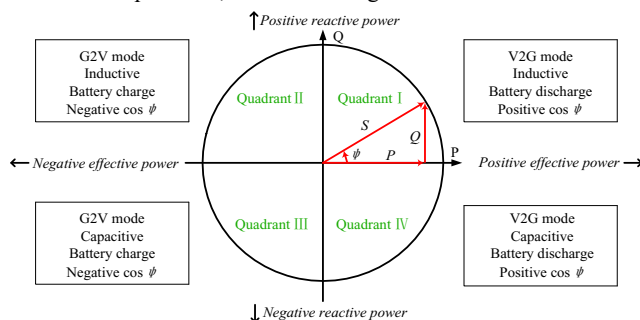 Positive reactive power
Q
G2V mode
Inductive
Battery charge
Negative cos ψ
V2G mode
Inductive
Battery discharge
Positive cos ψ
Quadrant II
Quadrant I
S
Q
ψ
P
P
Negative effective power
Positive effective power
G2V mode
Capacitive
Battery charge
Negative cos ψ
V2G mode
Capacitive
Battery discharge
Positive cos ψ
Quadrant III
Quadrant IV
Negative reactive power